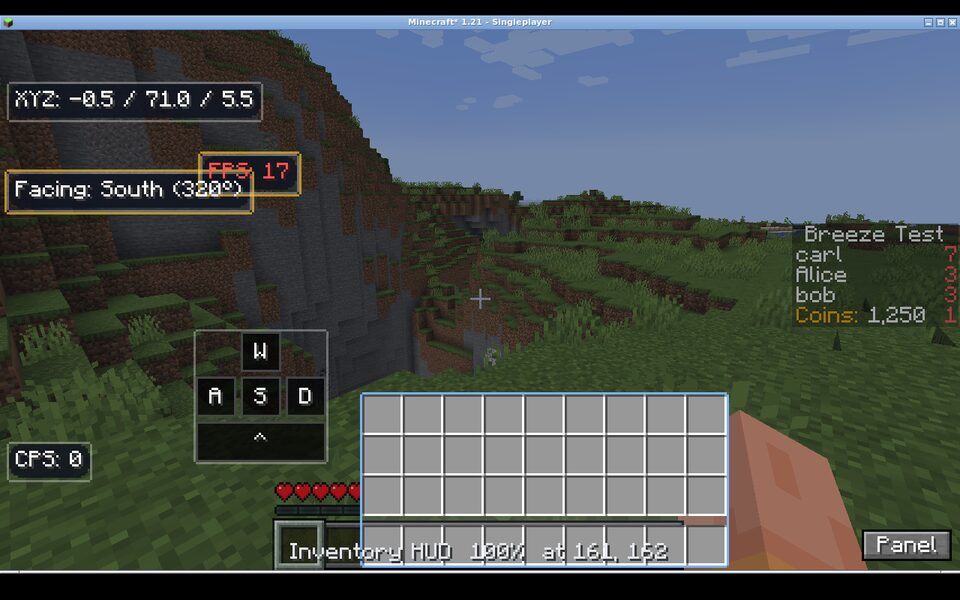 Minecraft* 1.21 - Singleplayer
XYZ: -0.5 / 71.0 / 5.5
FPS: 17
Facing: South (320°)
Breeze Test
carl 7
Alice 3
bob 3
Coins: 1,250 1
W
A S D
^
CPS: 0
Inventory HUD 100% at 161, 162
Panel